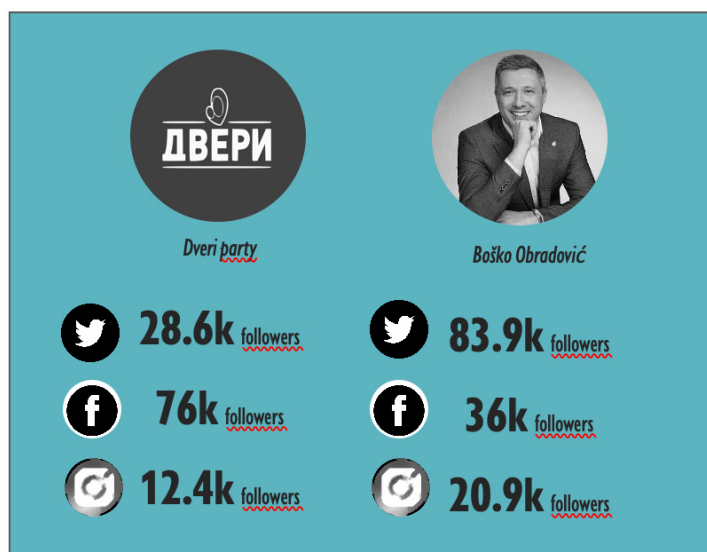 ДВЕРИ
Dveri party
28.6k followers
76k followers
12.4k followers
Boško Obradović
83.9k followers
36k followers
20.9k followers